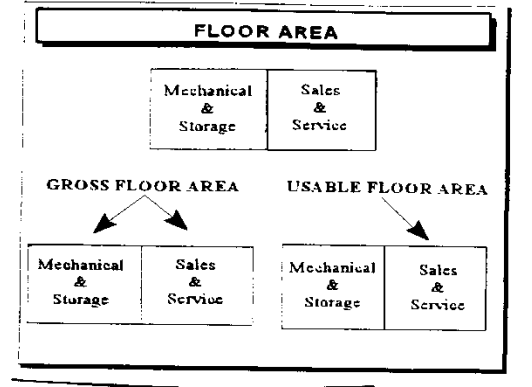 FLOOR AREA
Mechanical
&
Storage
Sales
&
Service
GROSS FLOOR AREA
USABLE FLOOR AREA
Mechanical
&
Storage
Sales
&
Service
Mechanical
&
Storage
Sales
&
Service